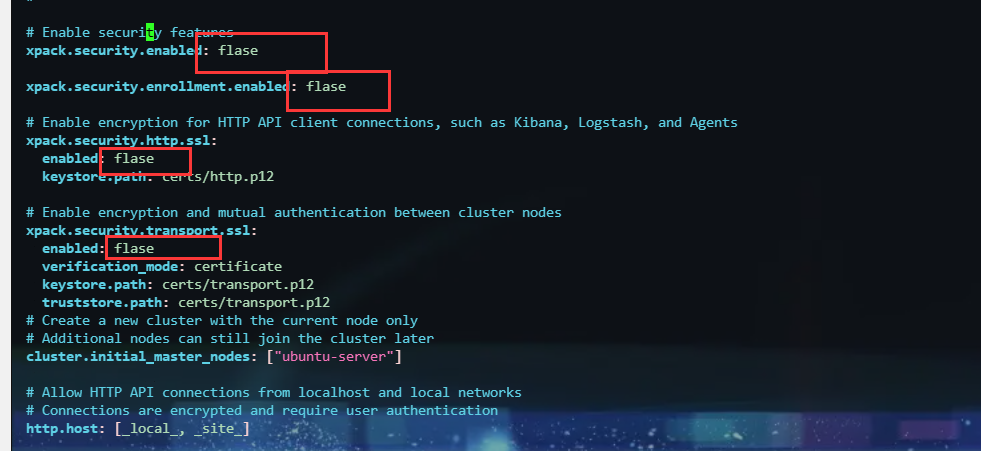 # Enable security features
xpack.security.enabled: flase
xpack.security.enrollment.enabled: flase
# Enable encryption for HTTP API client connections, such as Kibana, Logstash, and Agents
xpack.security.http.ssl:
  enabled: flase
  keystore.path: certs/http.p12
# Enable encryption and mutual authentication between cluster nodes
xpack.security.transport.ssl:
  enabled: flase
  verification_mode: certificate
  keystore.path: certs/transport.p12
  truststore.path: certs/transport.p12
# Create a new cluster with the current node only
# Additional nodes can still join the cluster later
cluster.initial_master_nodes: ["ubuntu-server"]
# Allow HTTP API connections from localhost and local networks
# Connections are encrypted and require user authentication
http.host: [_local_, _site_]